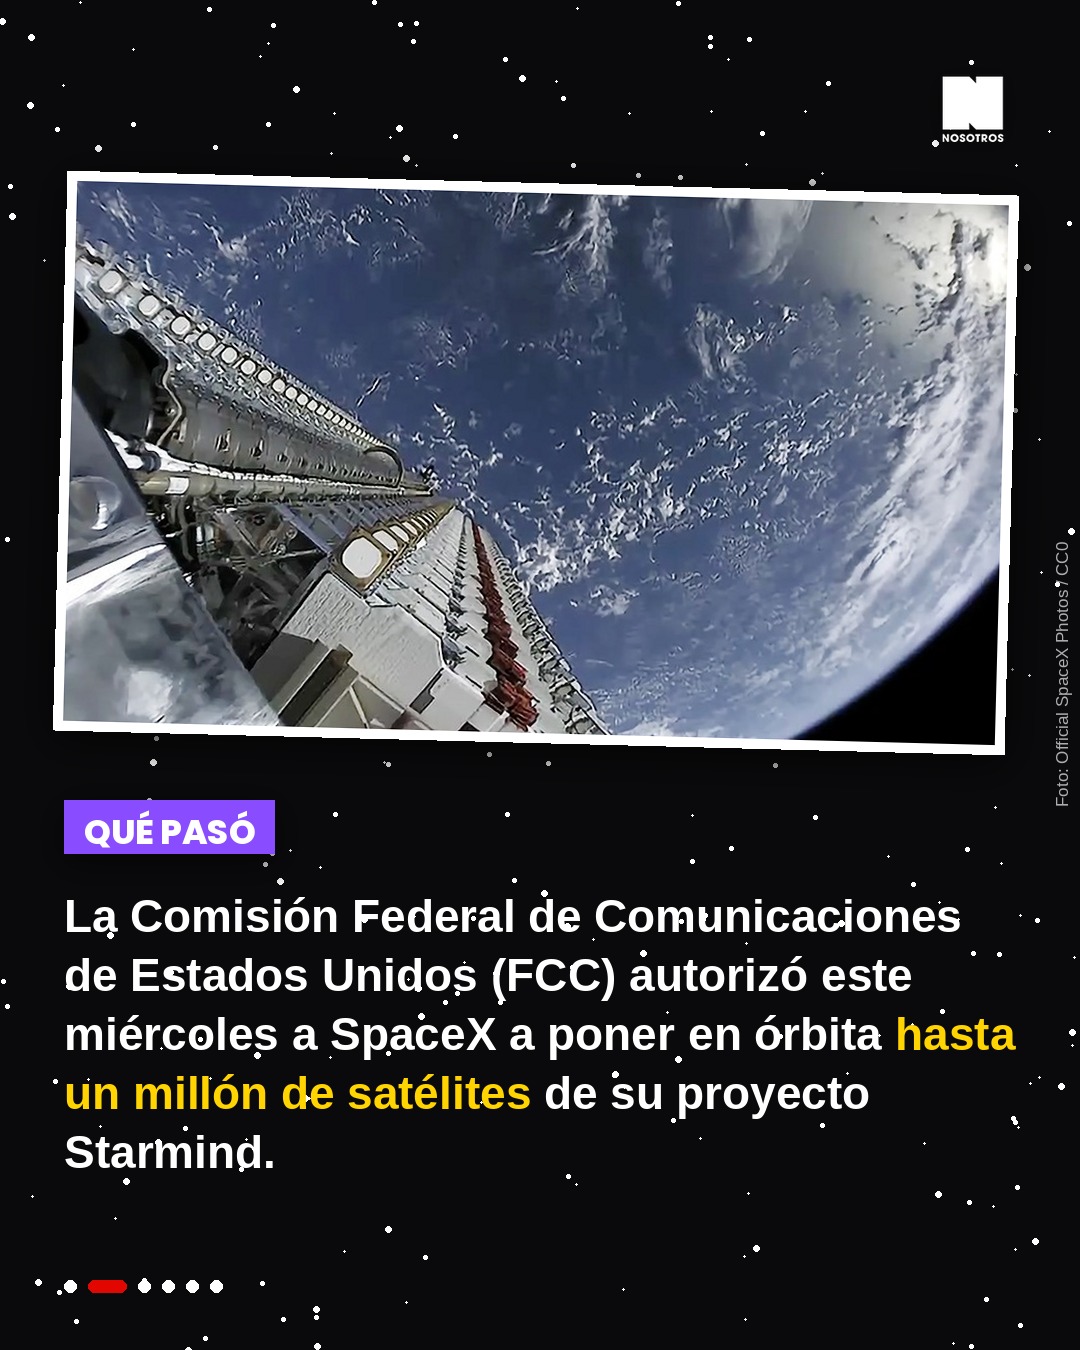 NOSOTROS
Foto: Official SpaceX Photos / CC0
QUÉ PASÓ
La Comisión Federal de Comunicaciones
de Estados Unidos (FCC) autorizó este
miércoles a SpaceX a poner en órbita hasta
un millón de satélites de su proyecto
Starmind.